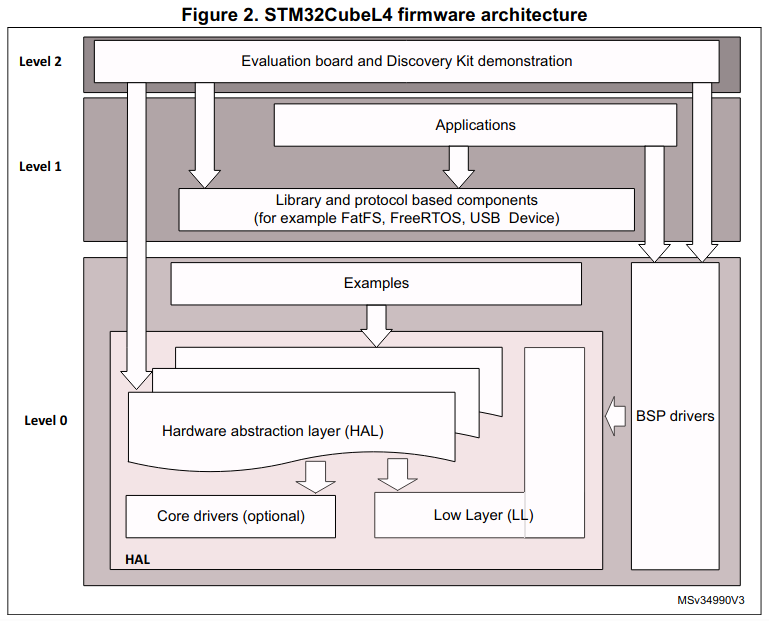 Figure 2. STM32CubeL4 firmware architecture
Level 2
Evaluation board and Discovery Kit demonstration
Level 1
Applications
Library and protocol based components
(for example FatFS, FreeRTOS, USB Device)
Level 0
Examples
Hardware abstraction layer (HAL)
BSP drivers
Core drivers (optional)
Low Layer (LL)
HAL
MSv34990V3